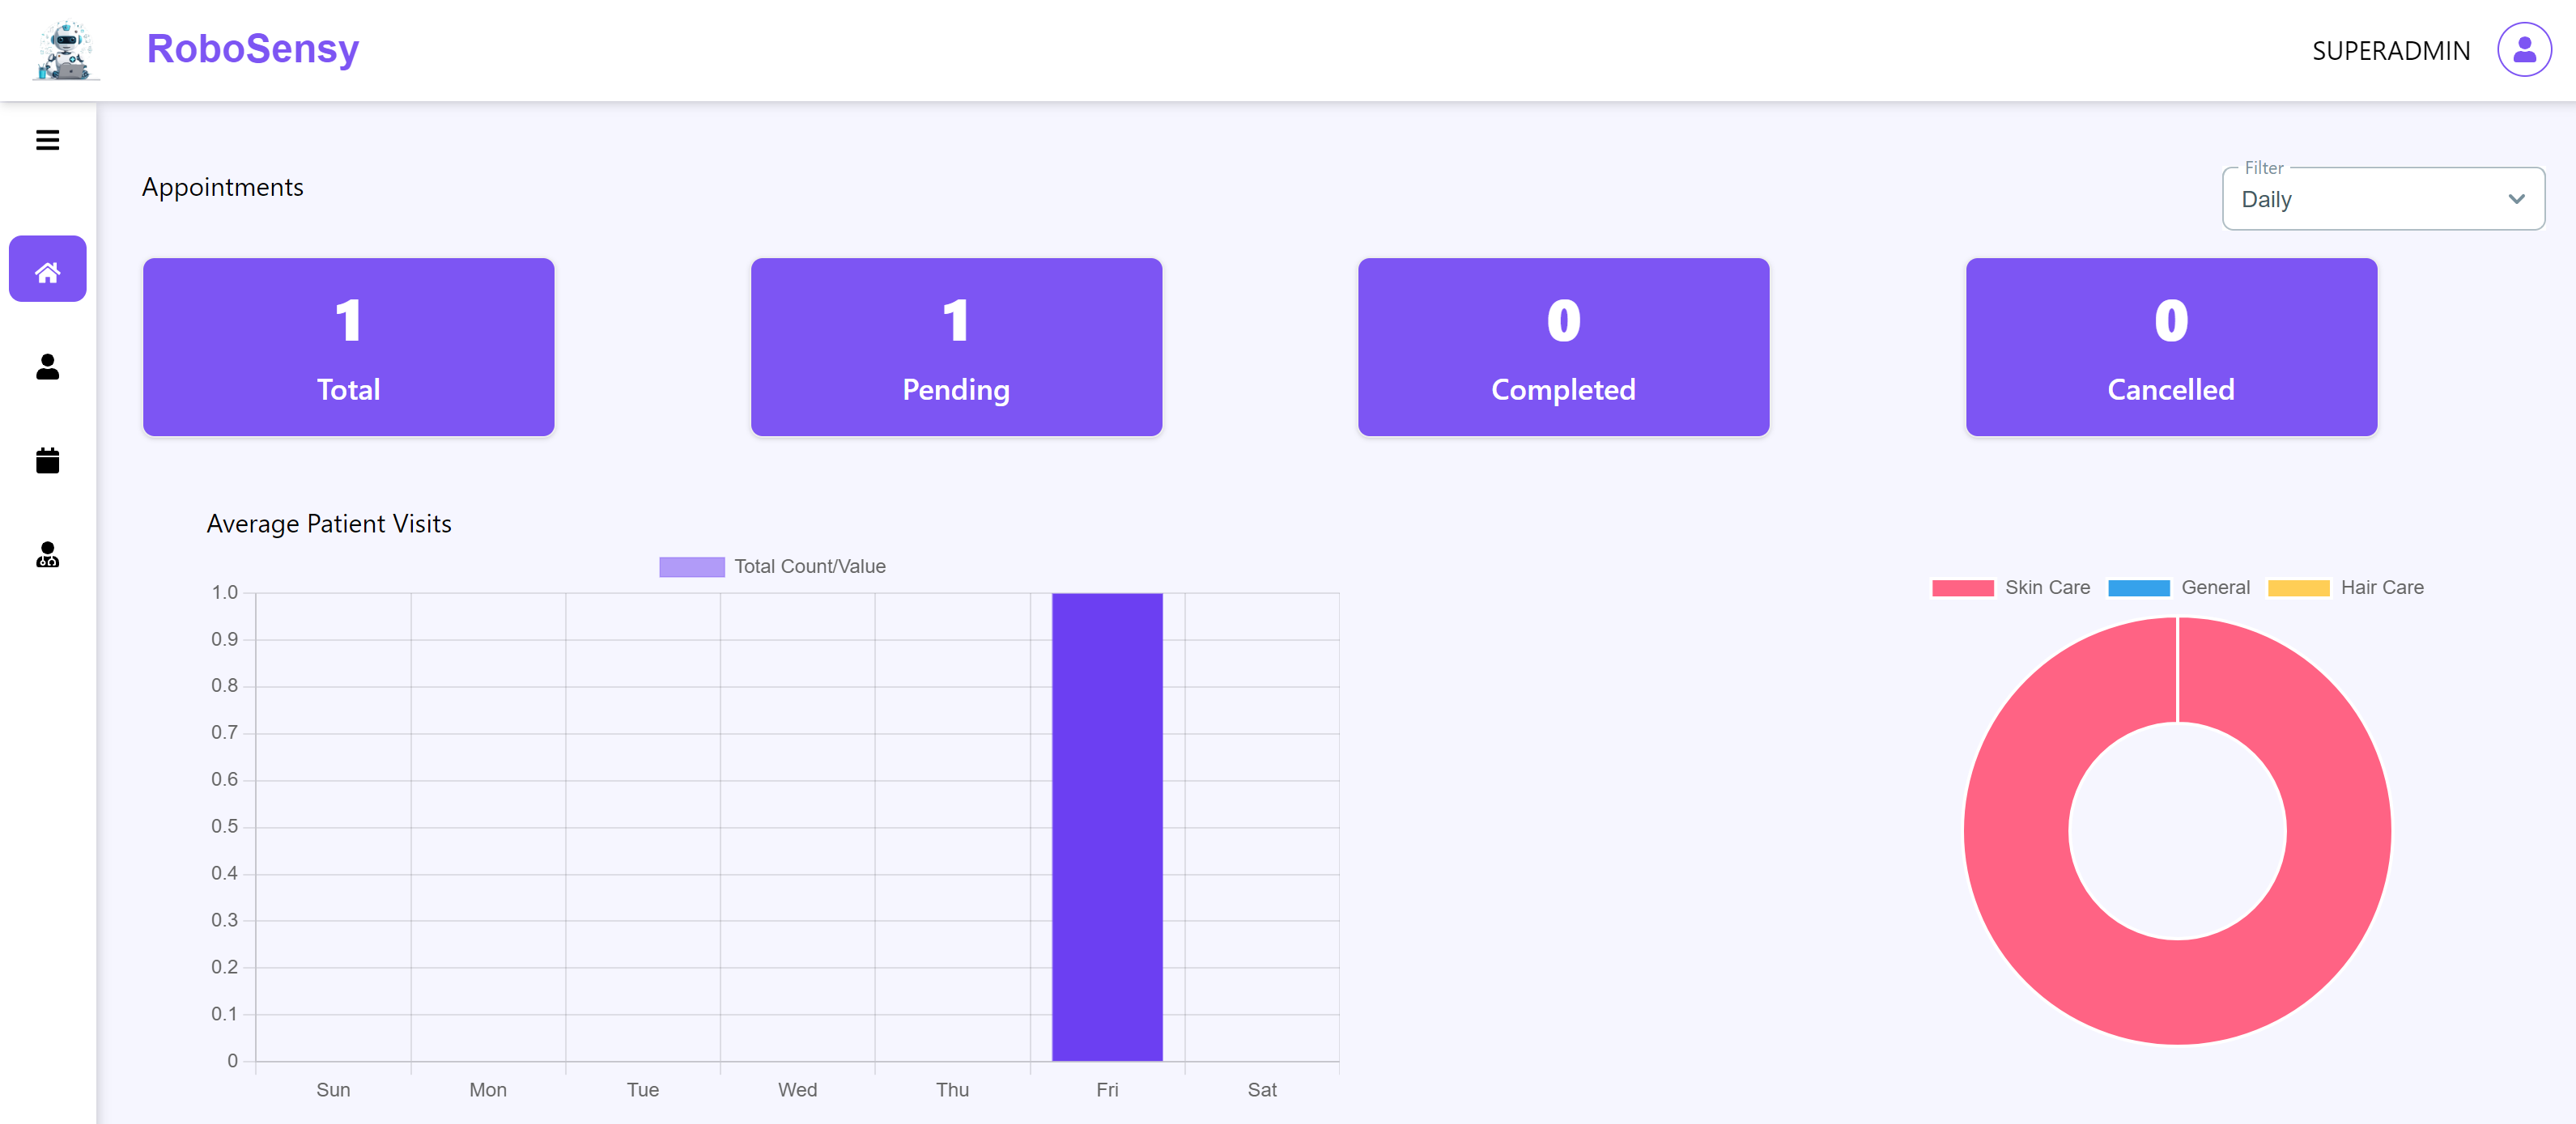 RoboSensy
SUPERADMIN
Appointments
Filter
Daily
1
Total
1
Pending
0
Completed
0
Cancelled
Average Patient Visits
Total Count/Value
1.0
0.9
0.8
0.7
0.6
0.5
0.4
0.3
0.2
0.1
0
Sun Mon Tue Wed Thu Fri Sat
Skin Care General Hair Care